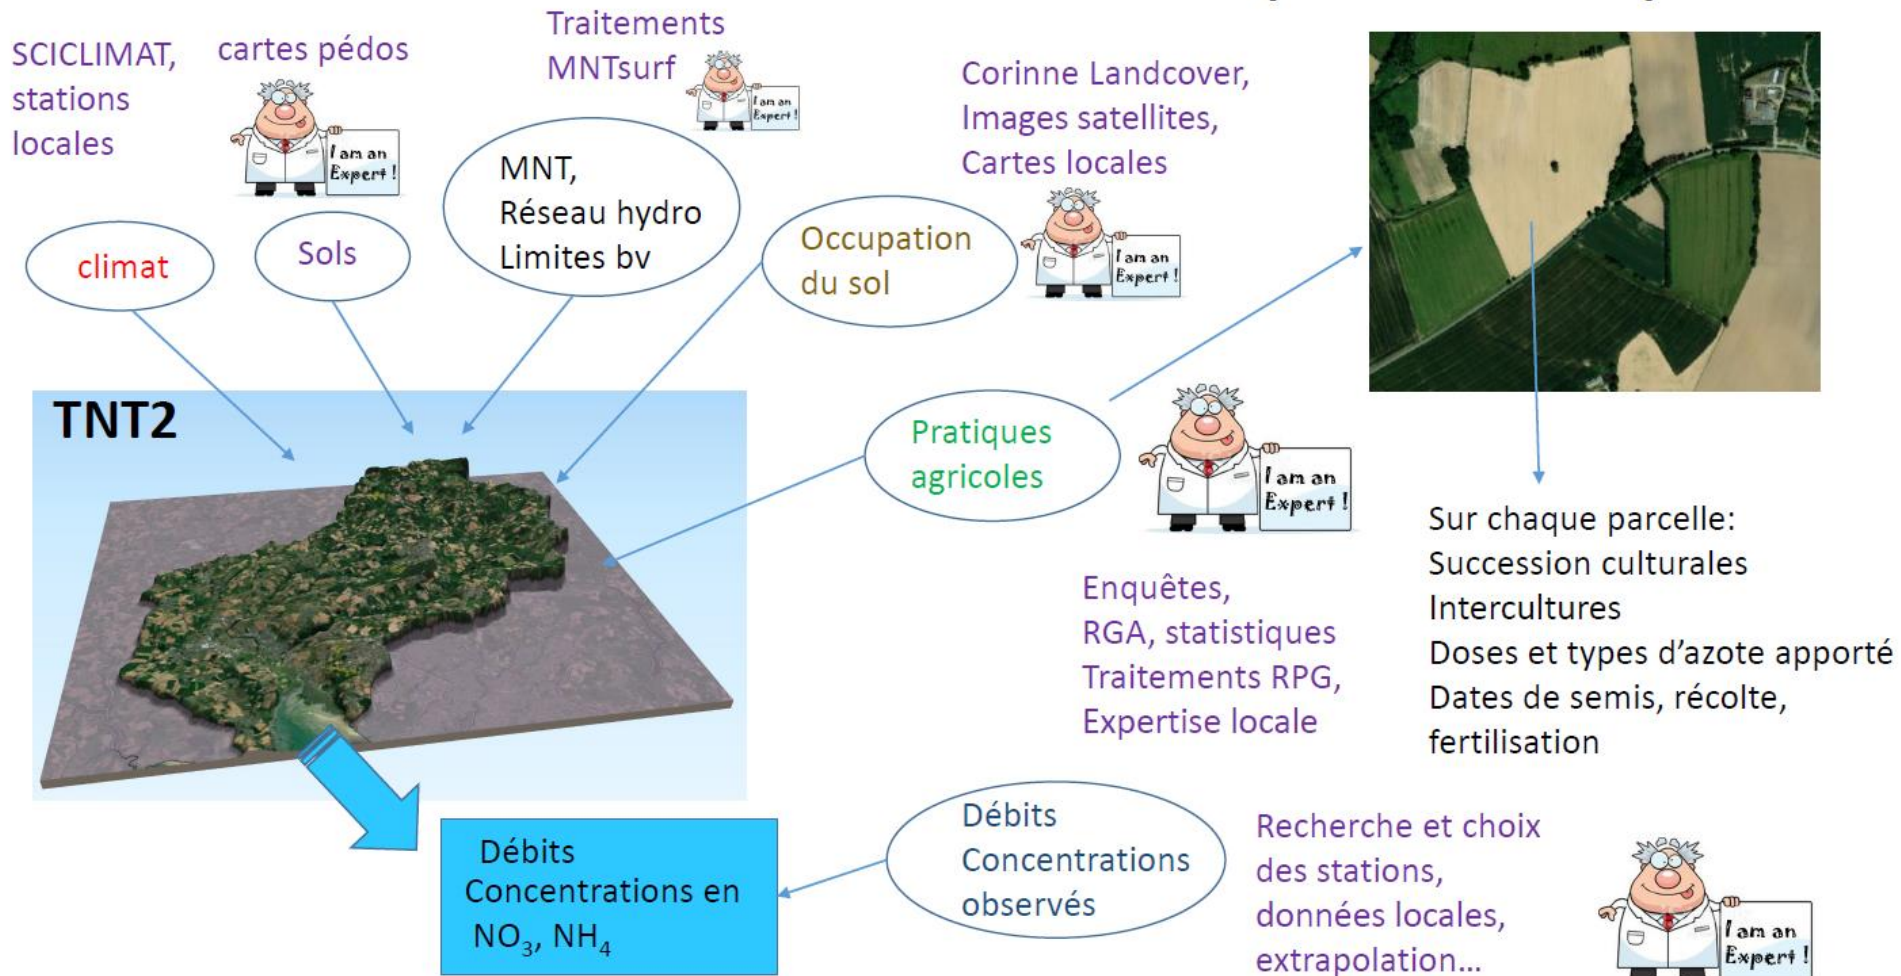 SCICLIMAT,
stations
locales
cartes pédos
I am an
Expert !
Traitements
MNTsurf
I am an
Expert !
Corinne Landcover,
Images satellites,
Cartes locales
I am an
Expert !
climat
Sols
MNT,
Réseau hydro
Limites bv
Occupation
du sol
TNT2
Pratiques
agricoles
I am an
Expert !
Enquêtes,
RGA, statistiques
Traitements RPG,
Expertise locale
Sur chaque parcelle:
Succession culturales
Intercultures
Doses et types d'azote apporté
Dates de semis, récolte,
fertilisation
Débits
Concentrations en
NO₃, NH₄
Débits
Concentrations
observés
Recherche et choix
des stations,
données locales,
extrapolation...
I am an
Expert !